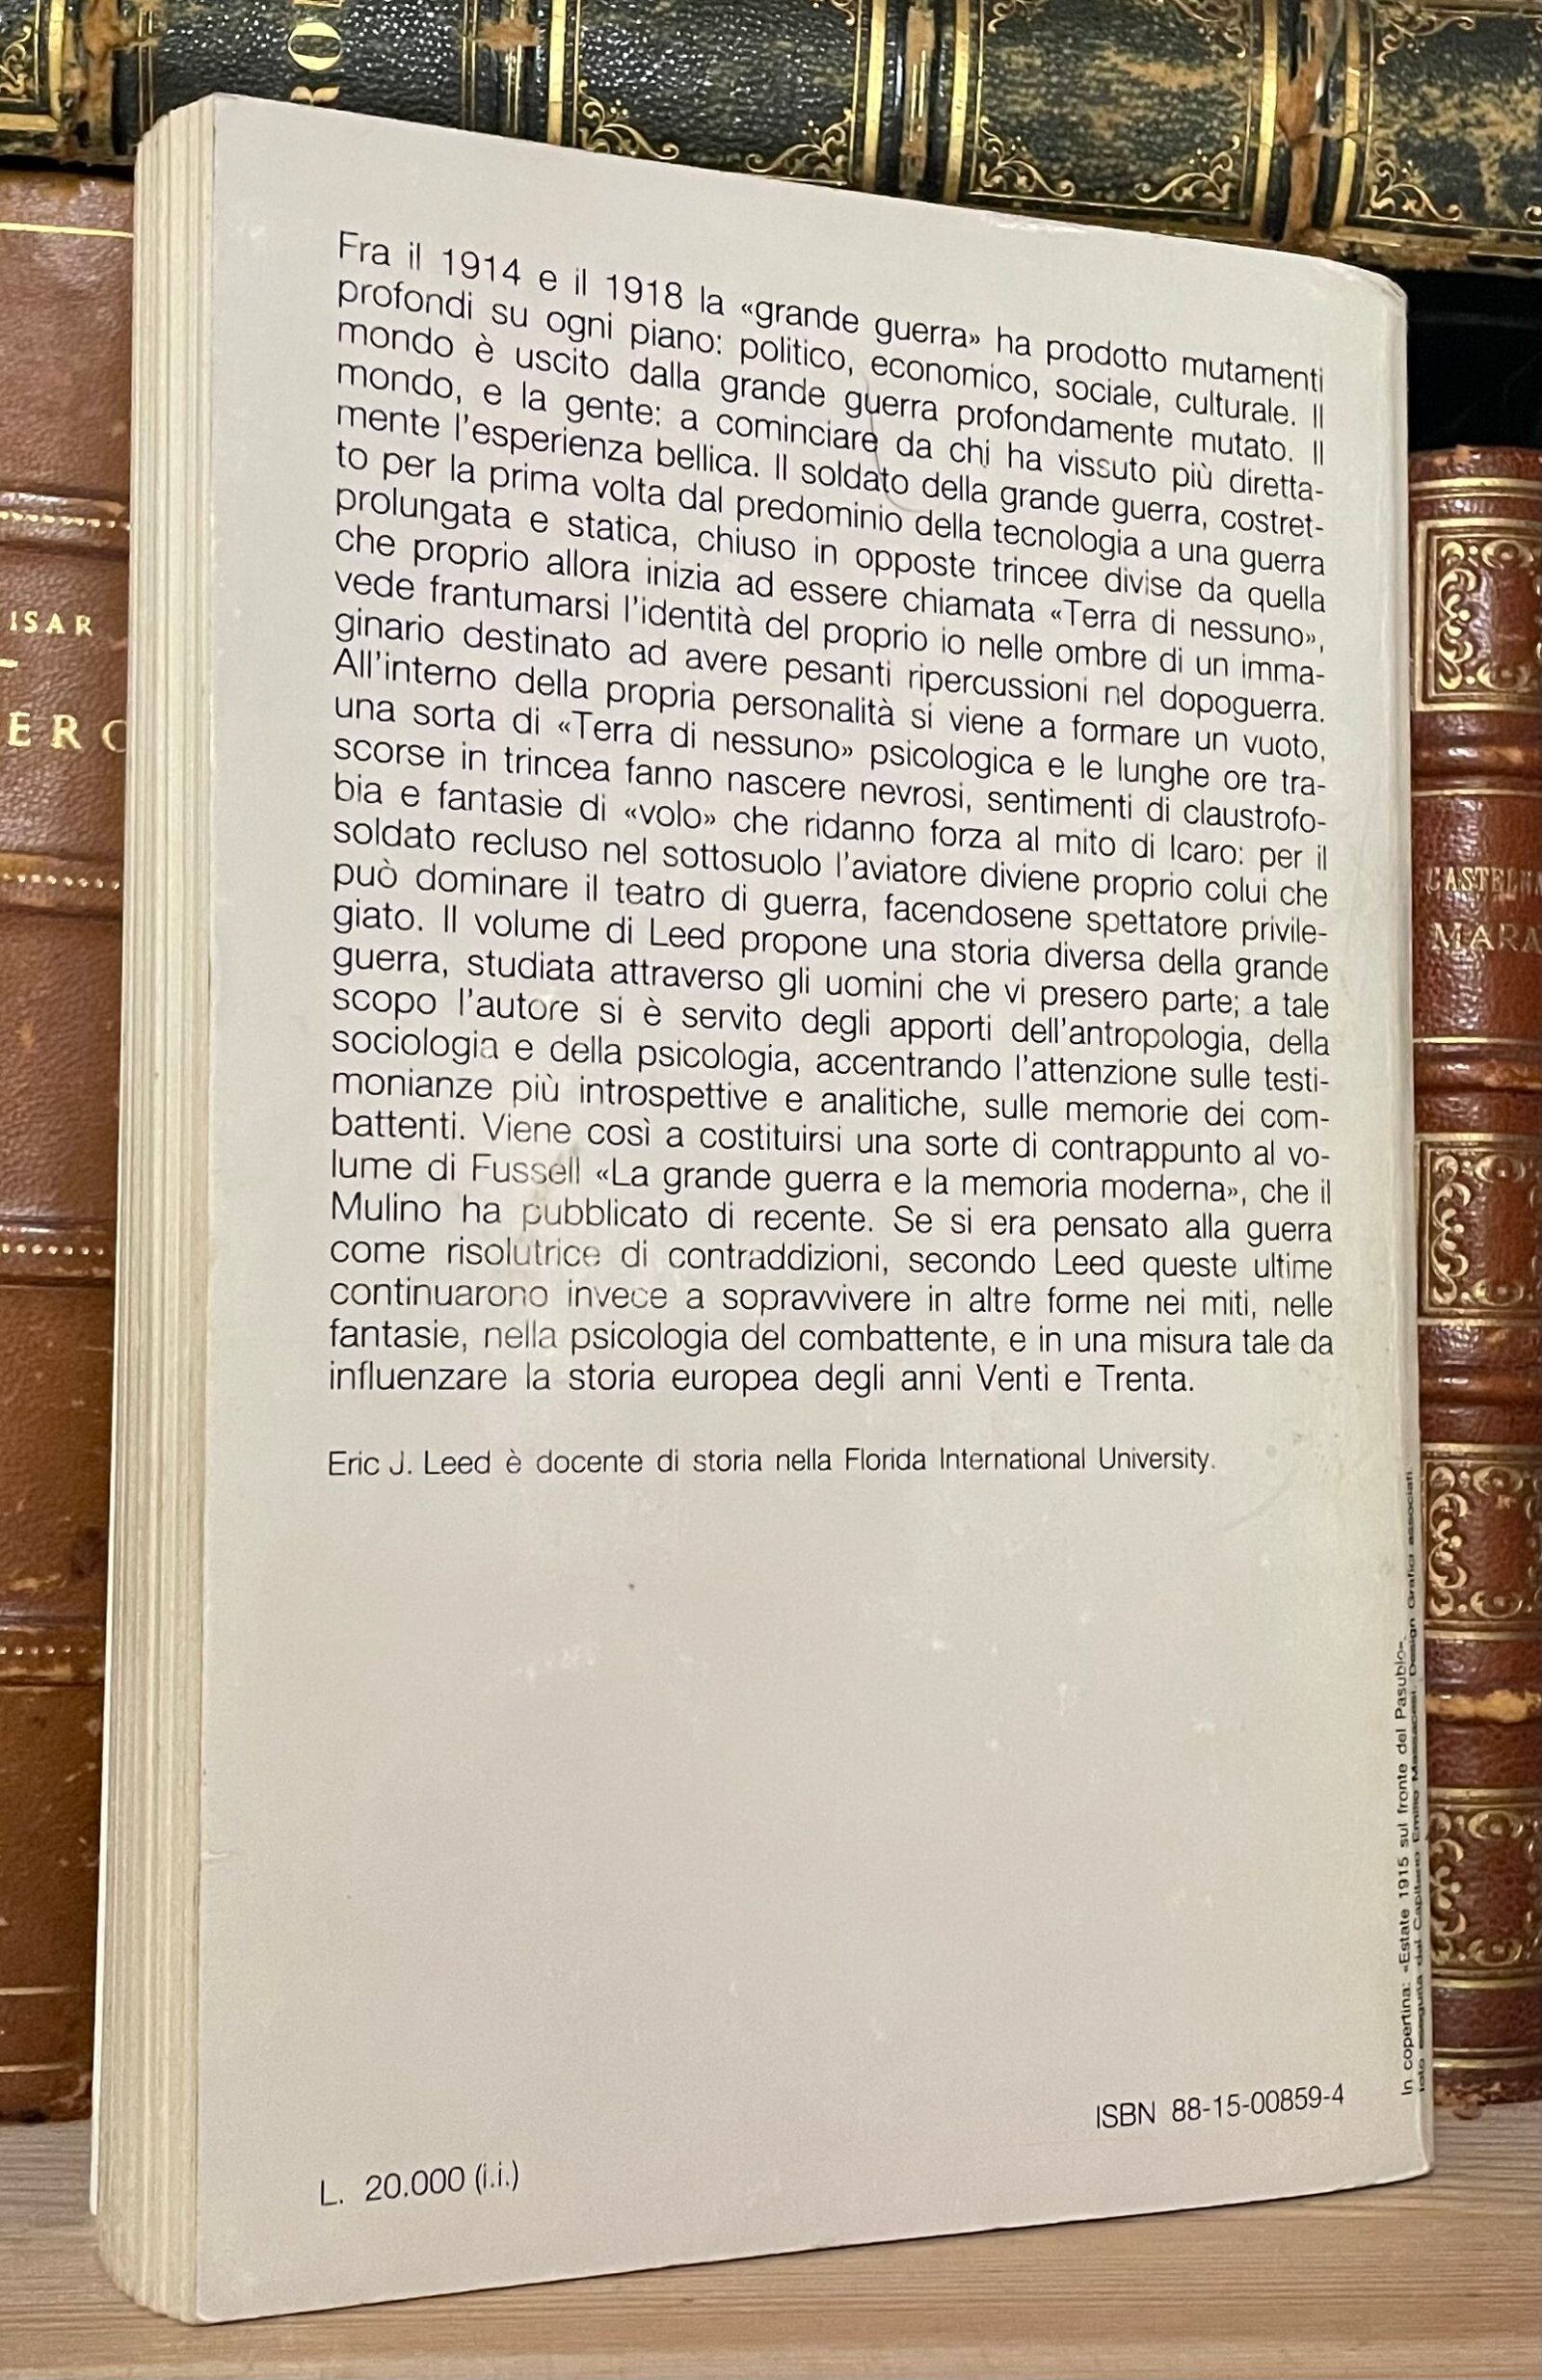 ISAR
ERO
Fra il 1914 e il 1918 la «grande guerra» ha prodotto mutamenti
profondi su ogni piano: politico, economico, sociale, culturale. Il
mondo è uscito dalla grande guerra profondamente mutato. Il
mondo, e la gente: a cominciare da chi ha vissuto più diretta-
mente l'esperienza bellica. Il soldato della grande guerra, costret-
to per la prima volta dal predominio della tecnologia a una guerra
prolungata e statica, chiuso in opposte trincee divise da quella
che proprio allora inizia ad essere chiamata «Terra di nessuno»,
vede frantumarsi l'identità del proprio io nelle ombre di un imma-
ginario destinato ad avere pesanti ripercussioni nel dopoguerra.
All'interno della propria personalità si viene a formare un vuoto,
una sorta di «Terra di nessuno» psicologica e le lunghe ore tra-
scorse in trincea fanno nascere nevrosi, sentimenti di claustrofo-
bia e fantasie di «volo» che ridanno forza al mito di Icaro: per il
soldato recluso nel sottosuolo l'aviatore diviene proprio colui che
può dominare il teatro di guerra, facendosene spettatore privile-
giato. Il volume di Leed propone una storia diversa della grande
guerra, studiata attraverso gli uomini che vi presero parte; a tale
scopo l'autore si è servito degli apporti dell'antropologia, della
sociologia e della psicologia, accentrando l'attenzione sulle testi-
monianze più introspettive e analitiche, sulle memorie dei com-
battenti. Viene così a costituirsi una sorte di contrappunto al vo-
lume di Fussell «La grande guerra e la memoria moderna», che il
Mulino ha pubblicato di recente. Se si era pensato alla guerra
come risolutrice di contraddizioni, secondo Leed queste ultime
continuarono invece a sopravvivere in altre forme nei miti, nelle
fantasie, nella psicologia del combattente, e in una misura tale da
influenzare la storia europea degli anni Venti e Trenta.
Eric J. Leed è docente di storia nella Florida International University.
In copertina: «Estate 1915 sul fronte del Pasubio».
foto eseguita dal Capitano Emilio Massacesi. Design Grafici associati.
ISBN 88-15-00859-4
L. 20.000 (i.i.)
MARA